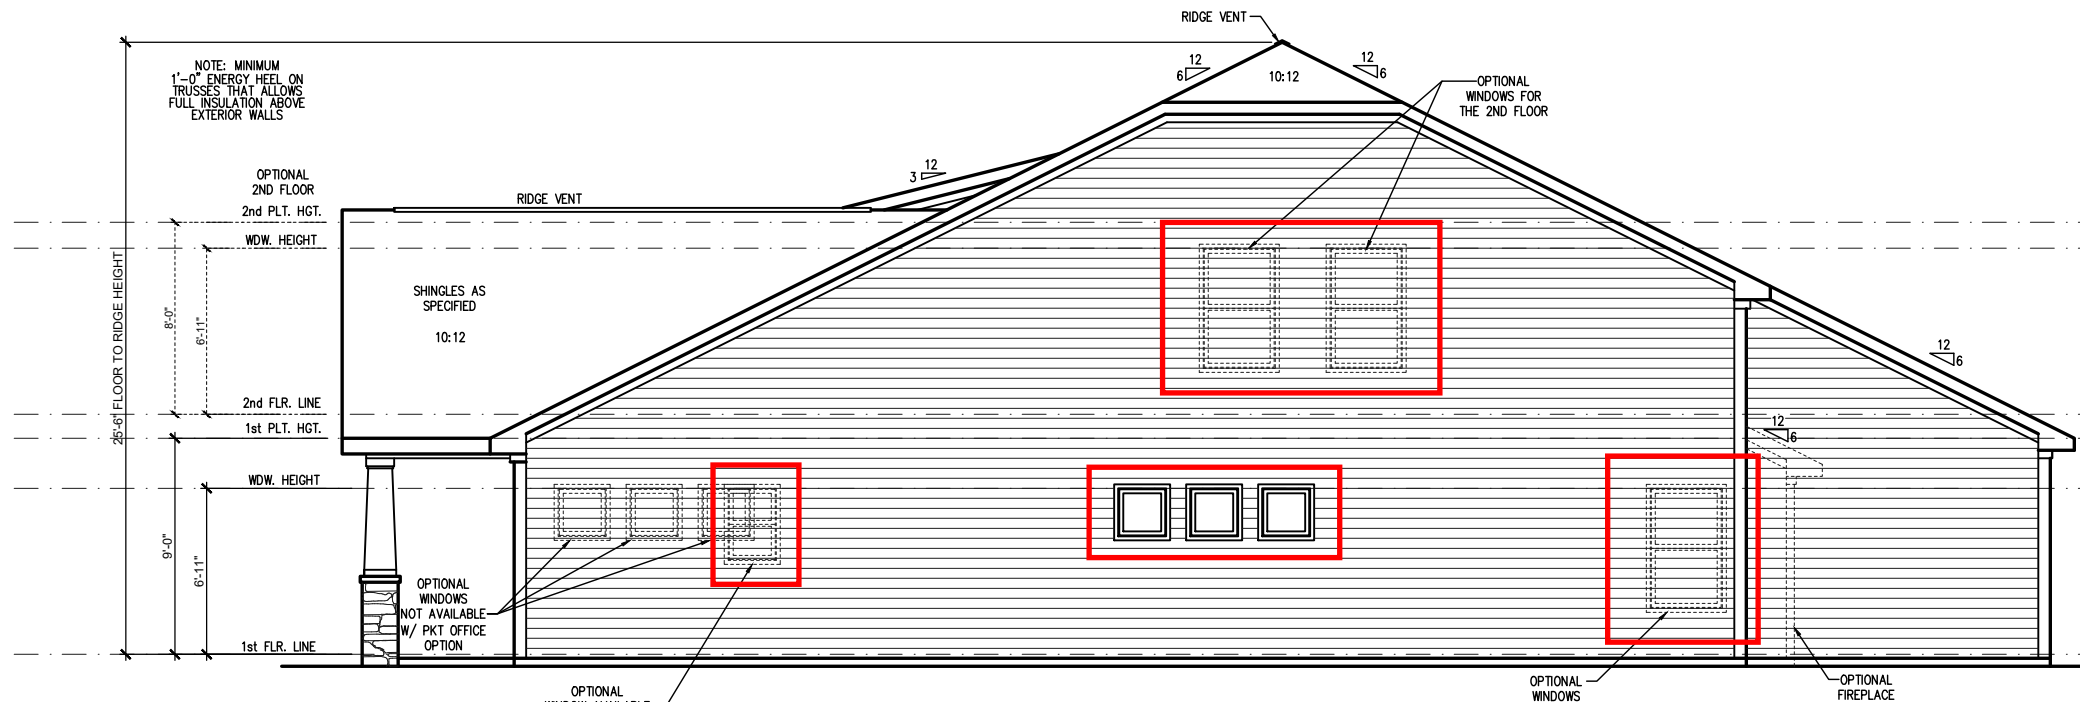 RIDGE VENT
NOTE: MINIMUM
1'-0" ENERGY HEEL ON
TRUSSES THAT ALLOWS
FULL INSULATION ABOVE
EXTERIOR WALLS
12
6
10:12
12
6
OPTIONAL
WINDOWS FOR
THE 2ND FLOOR
12
3
OPTIONAL
2ND FLOOR
2nd PLT. HGT.
RIDGE VENT
WDW. HEIGHT
25'-6" FLOOR TO RIDGE HEIGHT
8'-0"
6'-11"
SHINGLES AS
SPECIFIED
10:12
12
6
2nd FLR. LINE
1st PLT. HGT.
12
6
WDW. HEIGHT
9'-0"
6'-11"
OPTIONAL
WINDOWS
NOT AVAILABLE
W/ PKT OFFICE
OPTION
1st FLR. LINE
OPTIONAL
OPTIONAL
WINDOWS
OPTIONAL
FIREPLACE